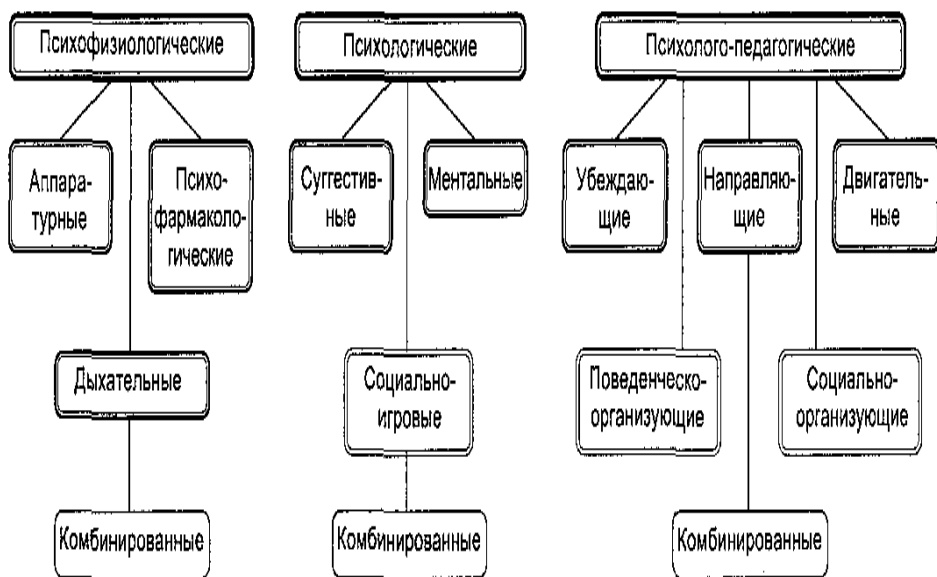 Психофизиологические
Психологические
Психолого-педагогические
Аппара-
турные
Психо-
фармаколо-
гические
Суггестив-
ные
Ментальные
Убеждаю-
щие
Направляю-
щие
Двигатель-
ные
Дыхательные
Социально-
игровые
Поведенческо-
организующие
Социально-
организующие
Комбинированные
Комбинированные
Комбинированные